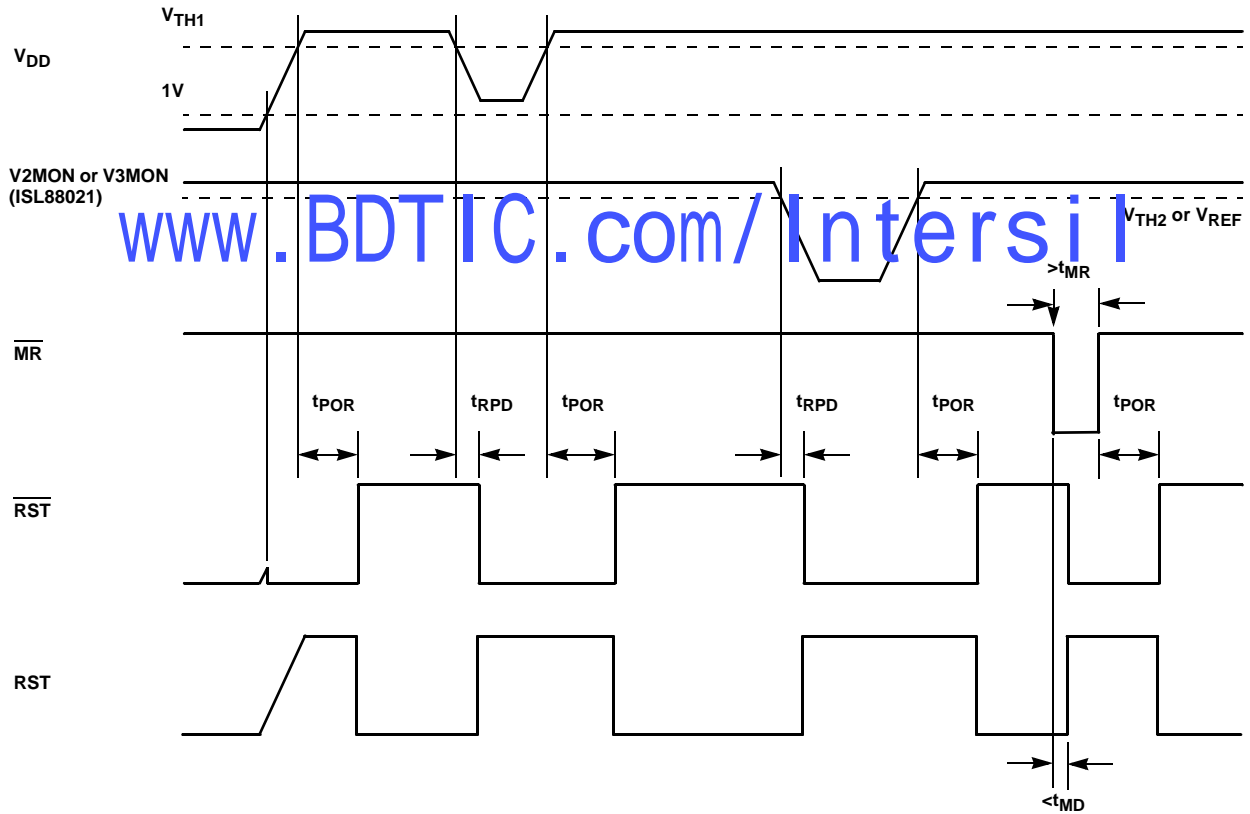 VTH1
VDD
1V
V2MON or V3MON
(ISL88021)
www.BDTIC.com/Intersil
VTH2 or VREF
>tMR
MR
tPOR
tRPD
tPOR
tRPD
tPOR
tPOR
RST
RST
<tMD